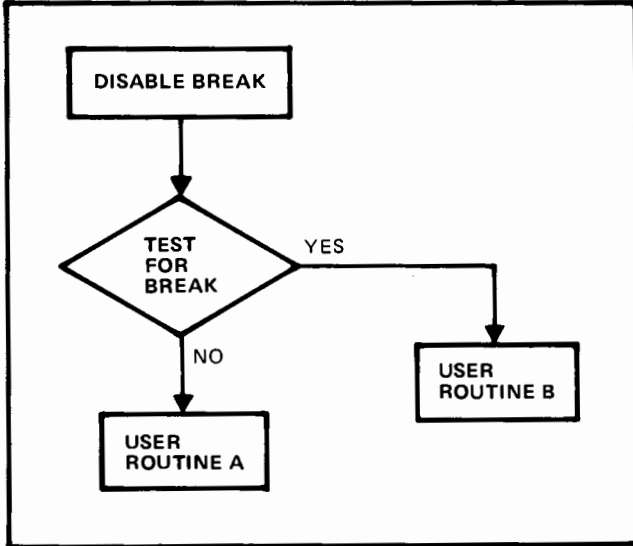 DISABLE BREAK
TEST
FOR
BREAK
YES
NO
USER
ROUTINE B
USER
ROUTINE A